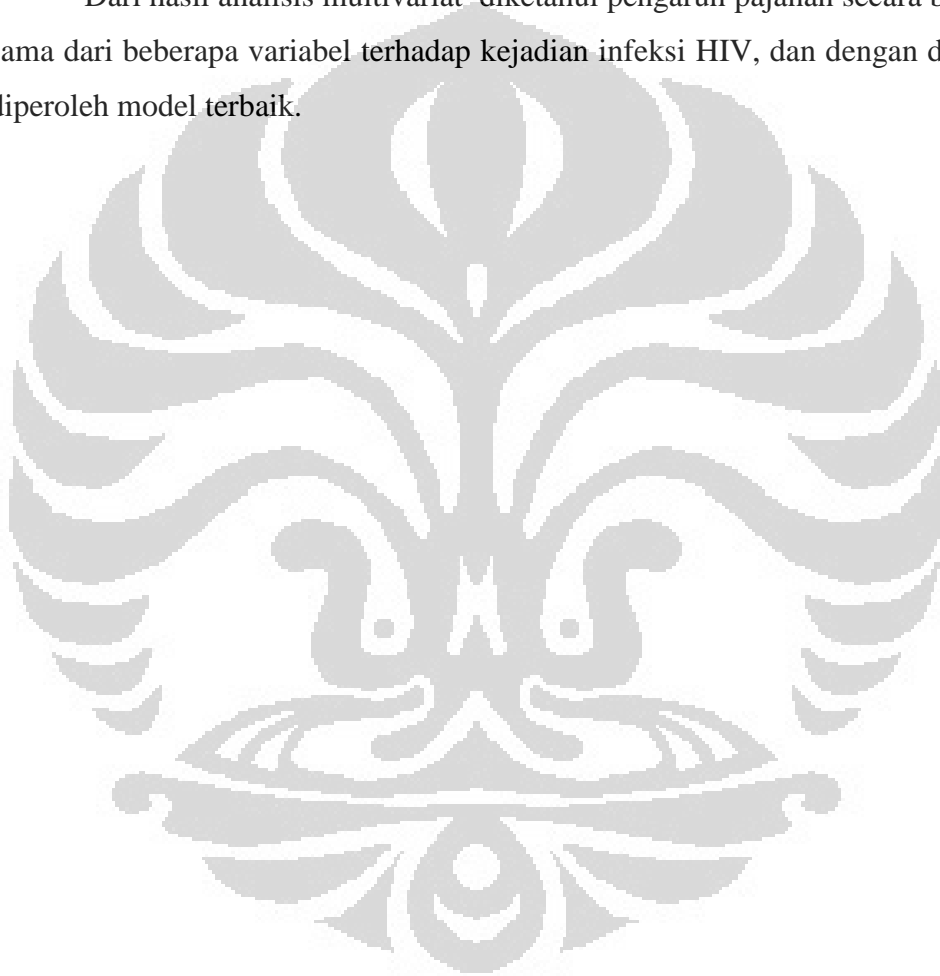 Dari hasil analisis multivariat diketahui pengaruh pajanan secara b
ama dari beberapa variabel terhadap kejadian infeksi HIV, dan dengan d
diperoleh model terbaik.